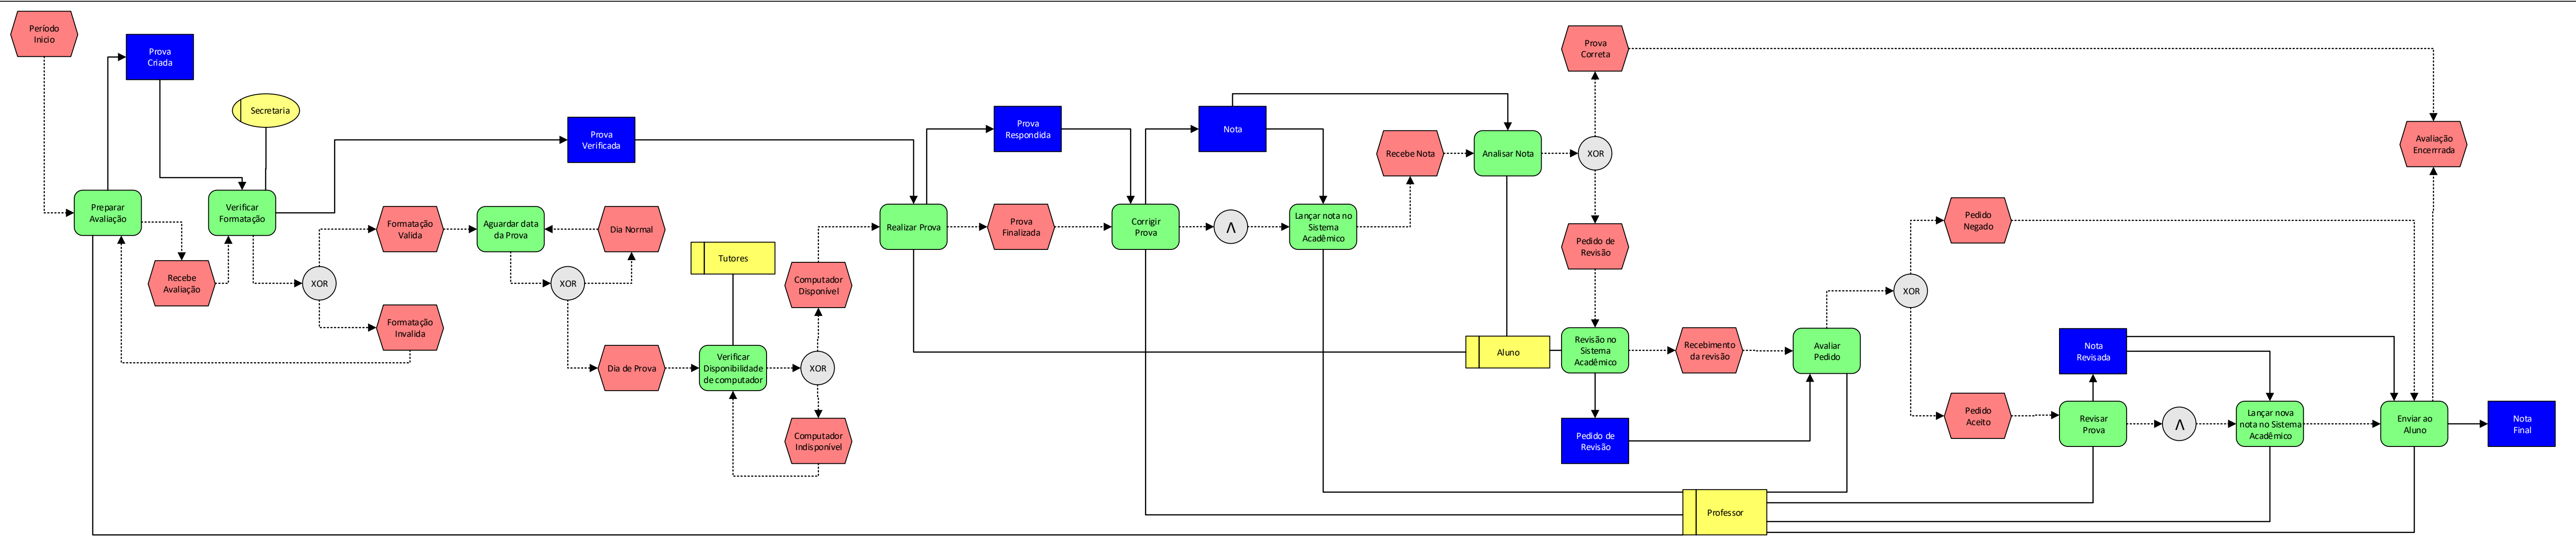 Período
Inicio
Prova
Criada
Secretaria
Preparar
Avaliação
Recebe
Avaliação
Verificar
Formatação
XOR
Formatação
Valida
Formatação
Invalida
Aguardar data
da Prova
XOR
Prova
Verificada
Dia Normal
Dia de Prova
Tutores
Verificar
Disponibilidade
de computador
XOR
Computador
Disponível
Computador
Indisponível
Realizar Prova
Prova
Respondida
Prova
Finalizada
Corrigir
Prova
Nota
Λ
Lançar nota no
Sistema
Acadêmico
Recebe Nota
Analisar Nota
XOR
Prova
Correta
Pedido de
Revisão
Aluno
Revisão no
Sistema
Acadêmico
Pedido de
Revisão
Recebimento
da revisão
Avaliar
Pedido
Professor
XOR
Pedido
Negado
Pedido
Aceito
Nota
Revisada
Revisar
Prova
Λ
Lançar nova
nota no Sistema
Acadêmico
Enviar ao
Aluno
Avaliação
Encerrrada
Nota
Final